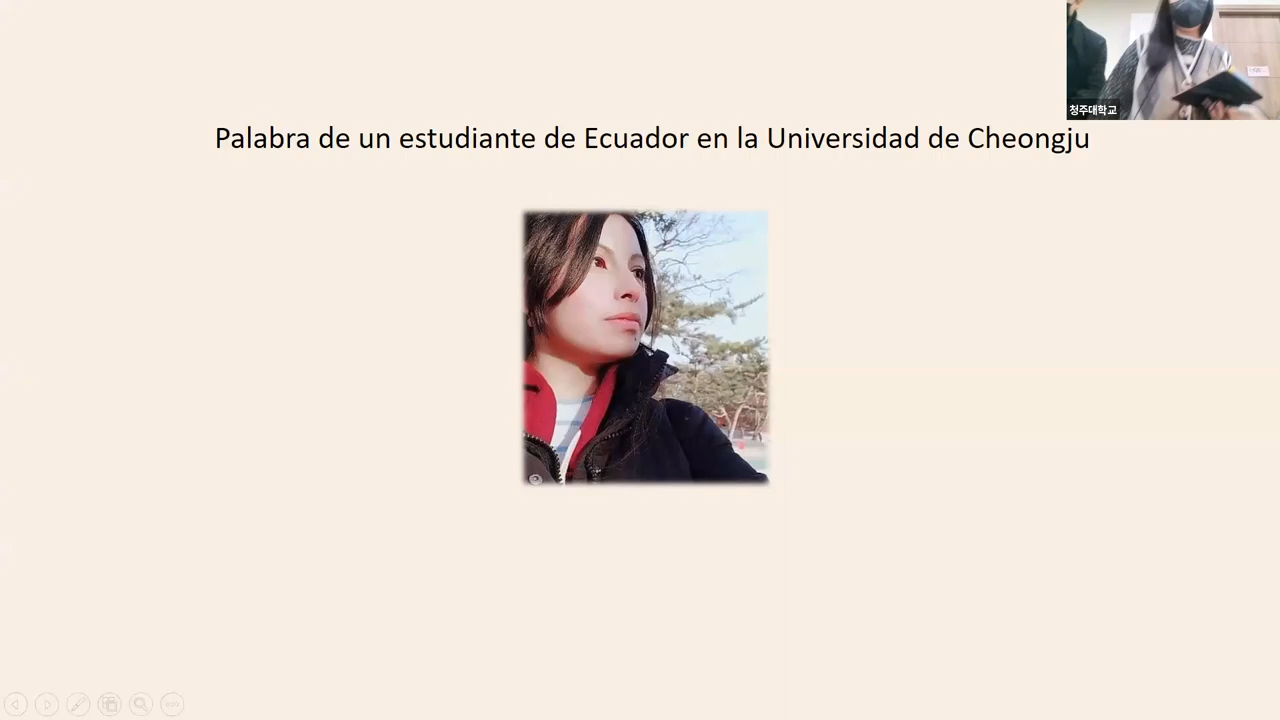 청주대학교
Palabra de un estudiante de Ecuador en la Universidad de Cheongju